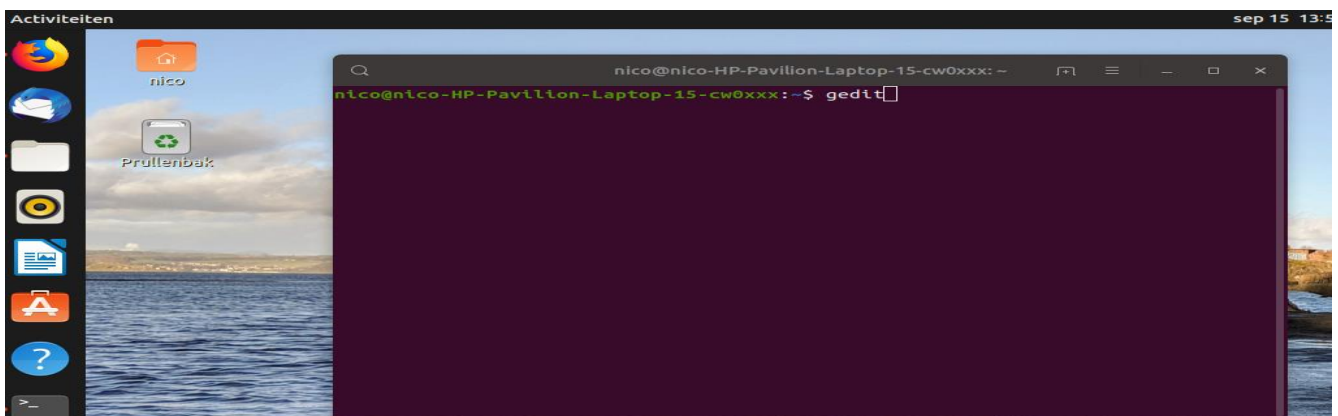 Activiteiten
sep 15 13:5
nico
Prullenbak
nico@nico-HP-Pavilion-Laptop-15-cw0xxx: ~
nico@nico-HP-Pavilion-Laptop-15-cw0xxx:~$ gedit